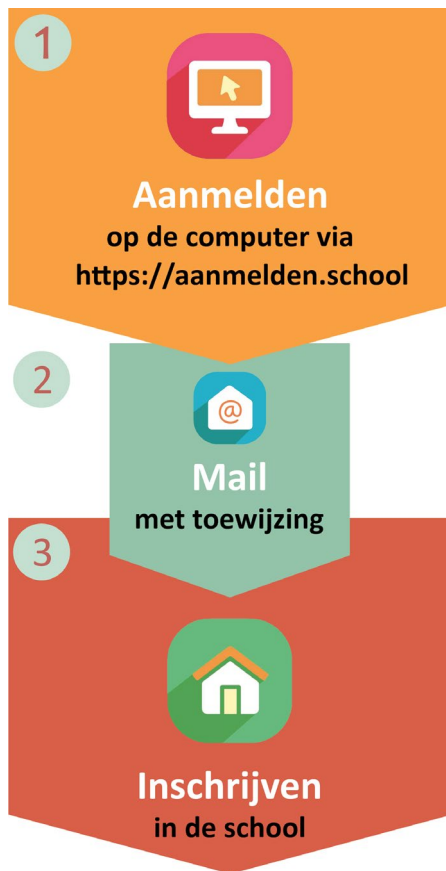 1
Aanmelden
op de computer via
https://aanmelden.school
2
@
Mail
met toewijzing
3
Inschrijven
in de school